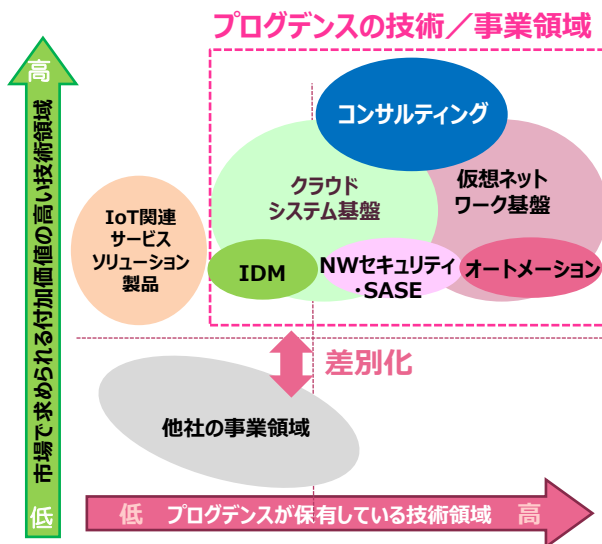 プログデンスの技術／事業領域
高
市場で求められる付加価値の高い技術領域
低
コンサルティング
クラウド
システム基盤
仮想ネット
ワーク基盤
IoT関連
サービス
ソリューション
製品
IDM
NWセキュリティ
・SASE
オートメーション
差別化
他社の事業領域
低 プログデンスが保有している技術領域 高